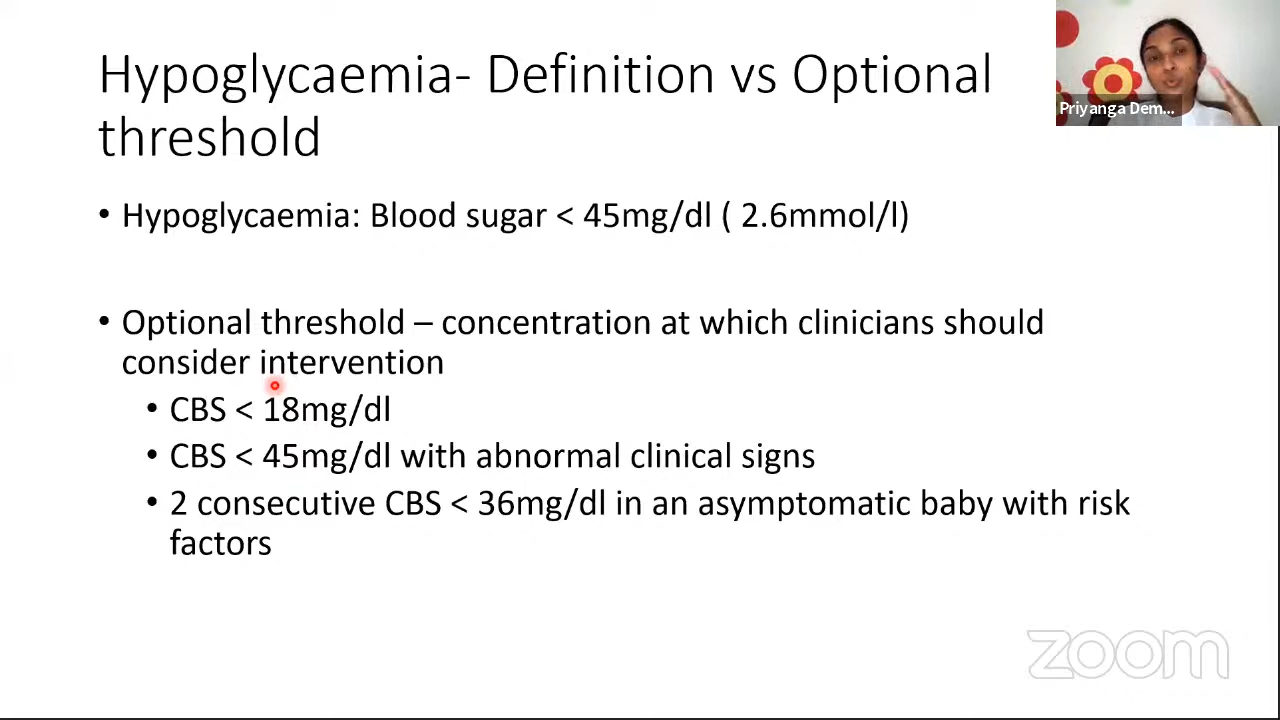 Hypoglycaemia- Definition vs Optional
threshold
Priyanga Dem...
• Hypoglycaemia: Blood sugar < 45mg/dl ( 2.6mmol/l)
• Optional threshold – concentration at which clinicians should
consider intervention
• CBS < 18mg/dl
• CBS < 45mg/dl with abnormal clinical signs
• 2 consecutive CBS < 36mg/dl in an asymptomatic baby with risk
factors
zoom